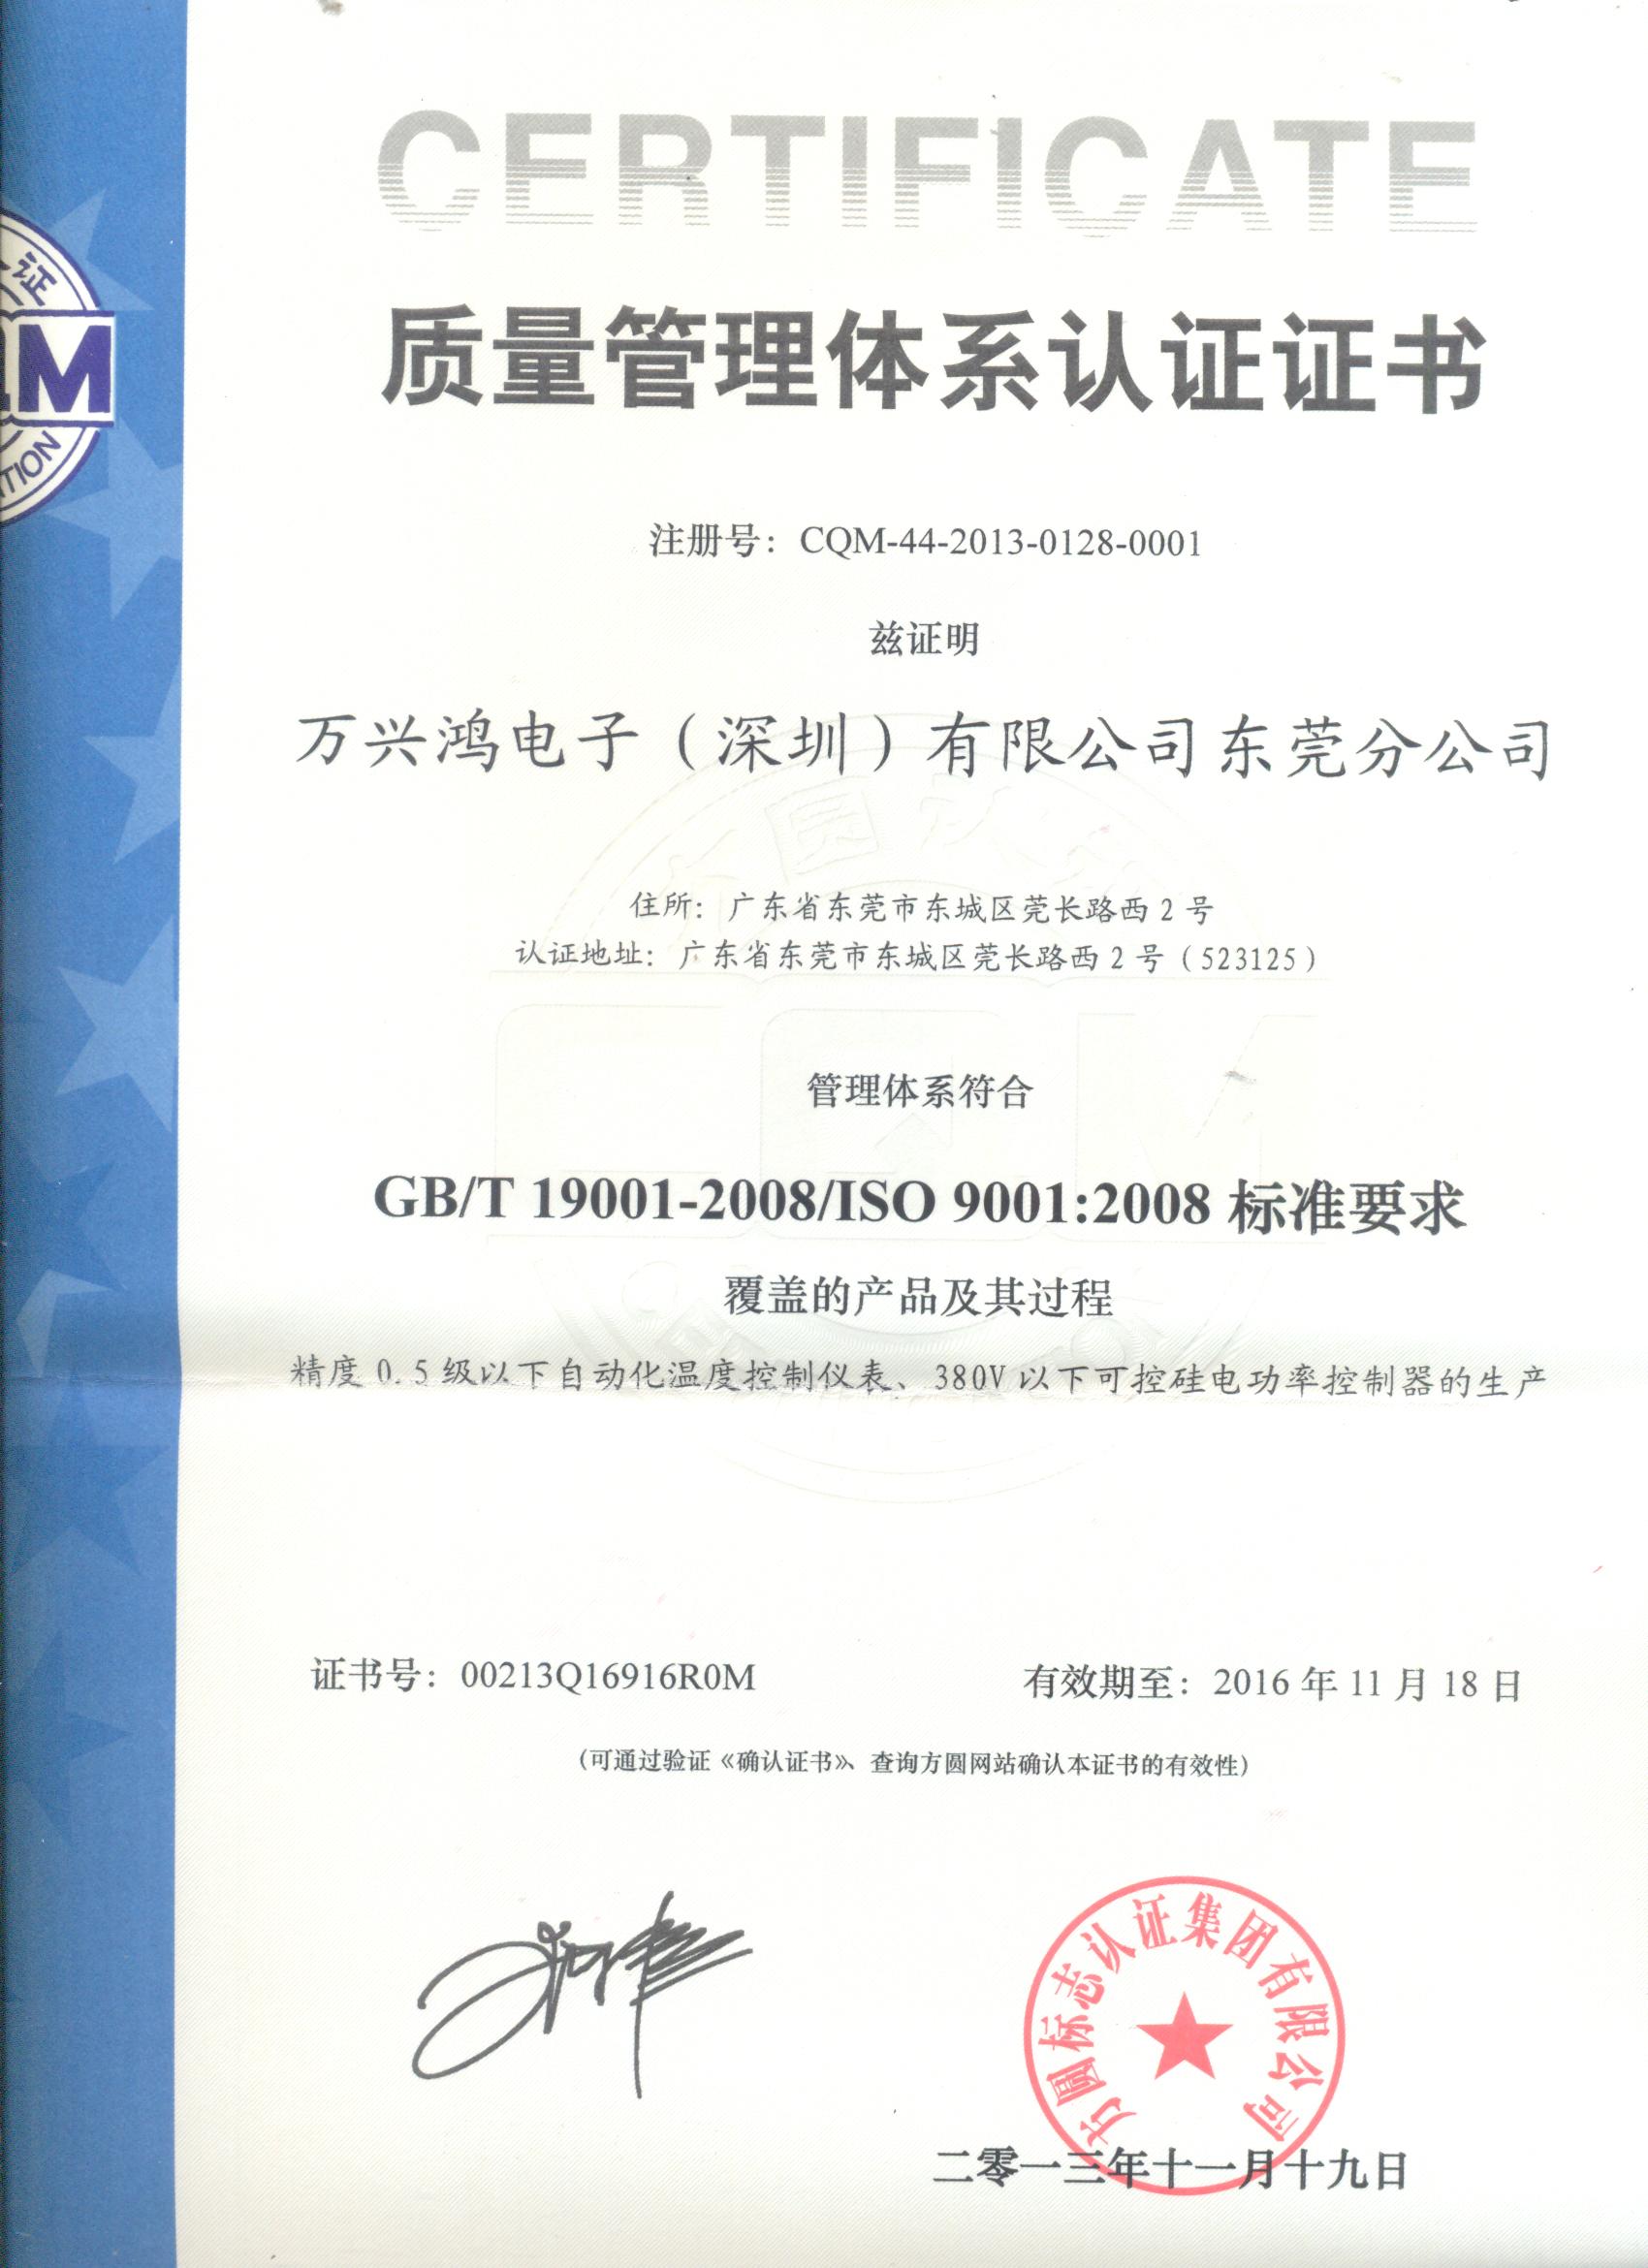 CERTIFICATE
证
QM
TION
质量管理体系认证证书
注册号：CQM-44-2013-0128-0001
兹证明
万兴鸿电子（深圳）有限公司东莞分公司
住所：广东省东莞市东城区莞长路西2号
认证地址：广东省东莞市东城区莞长路西2号（523125）
管理体系符合
GB/T 19001-2008/ISO 9001:2008 标准要求
覆盖的产品及其过程
精度0.5级以下自动化温度控制仪表、380V以下可控硅电功率控制器的生产
证书号：00213Q16916R0M
有效期至：2016年11月18日
(可通过验证《确认证书》、查询方圆网站确认本证书的有效性)
方圆标志认证集团有限公司
二零一三年十一月十九日